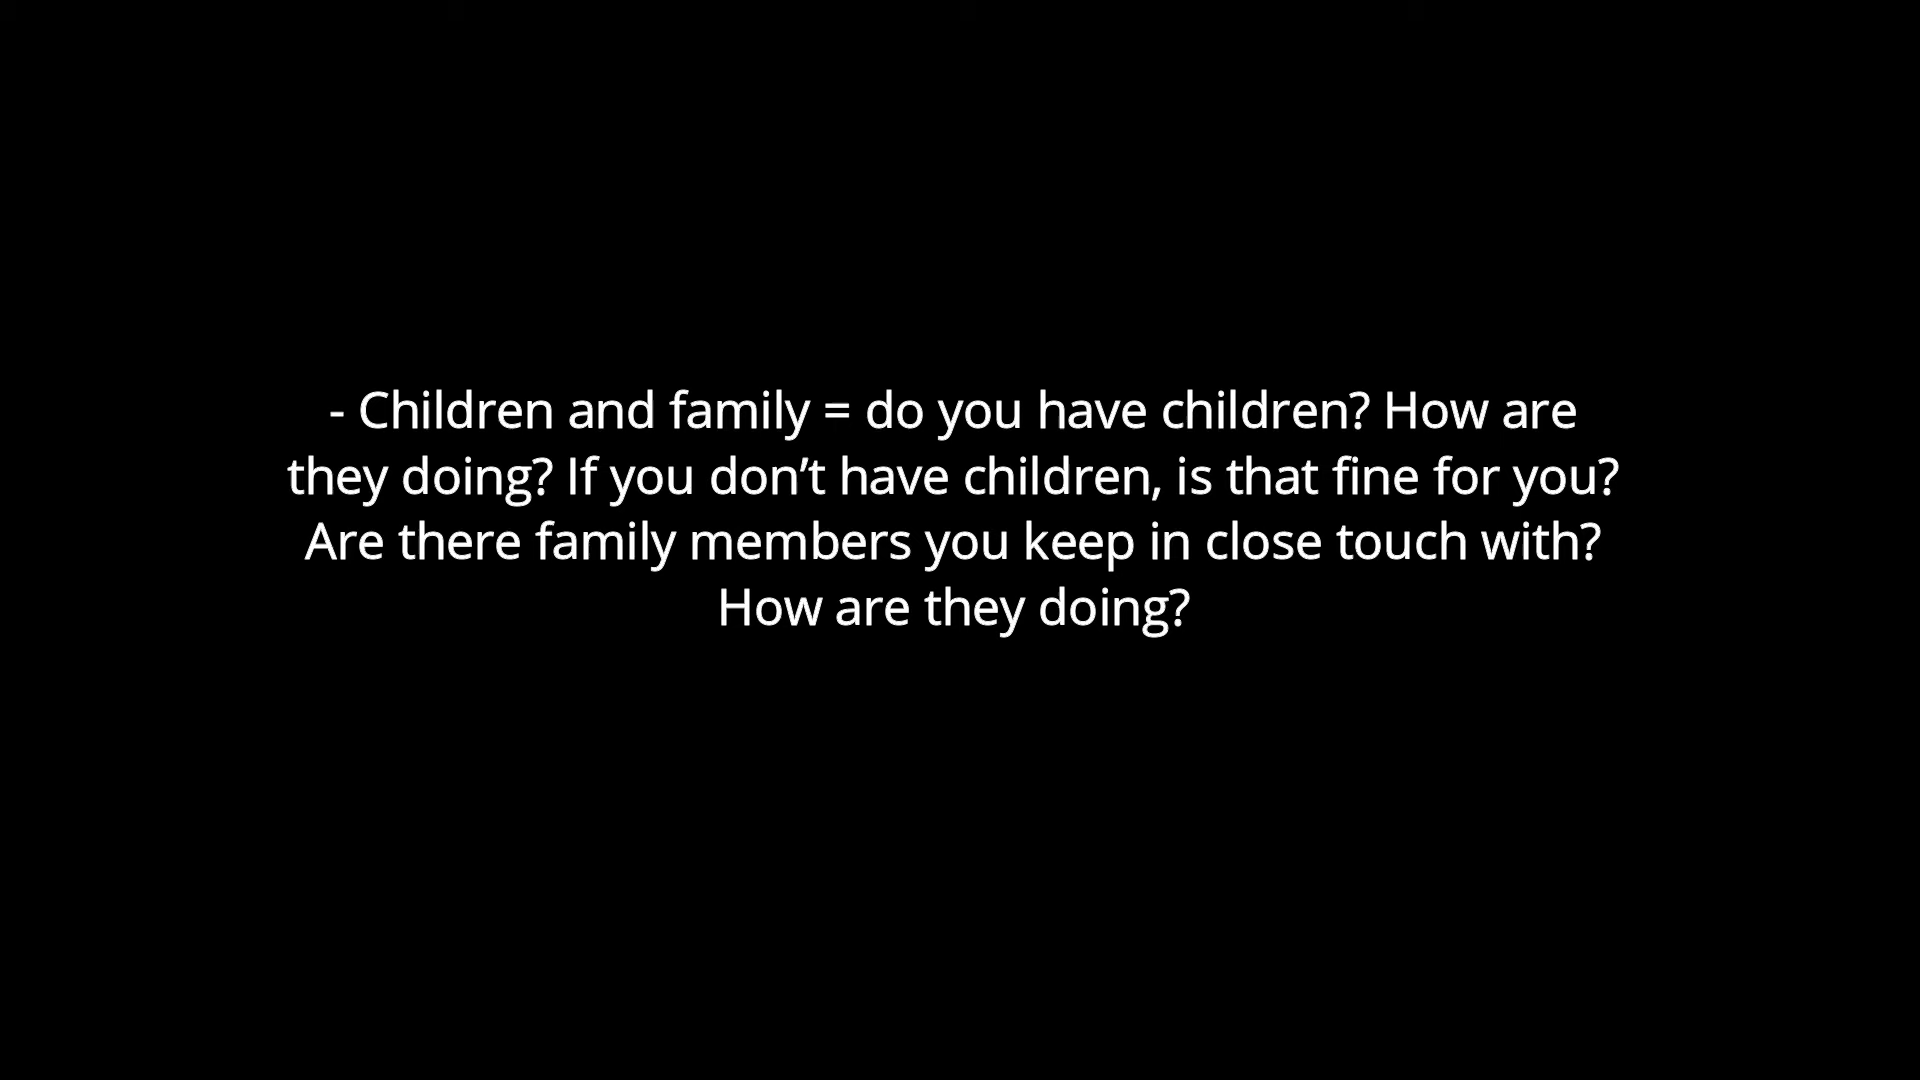 - Children and family = do you have children? How are
they doing? If you don’t have children, is that fine for you?
Are there family members you keep in close touch with?
How are they doing?